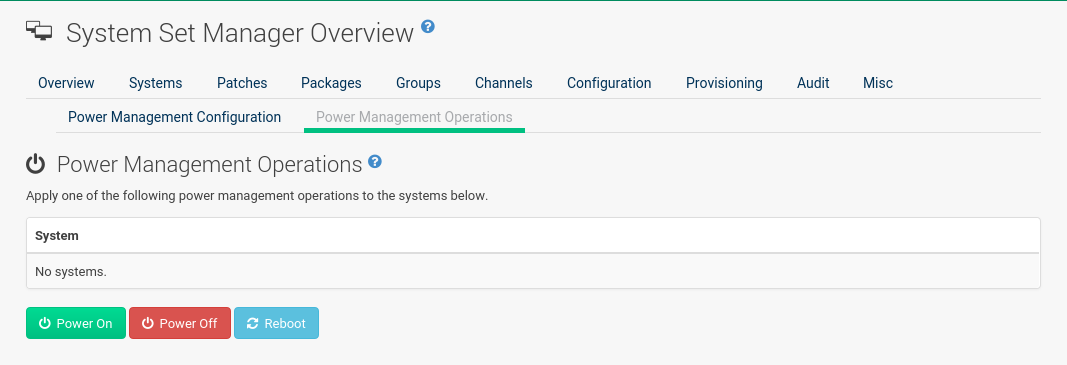 System Set Manager Overview ?
Overview Systems Patches Packages Groups Channels Configuration Provisioning Audit Misc
Power Management Configuration Power Management Operations
Power Management Operations ?
Apply one of the following power management operations to the systems below.
System
No systems.
Power On Power Off Reboot